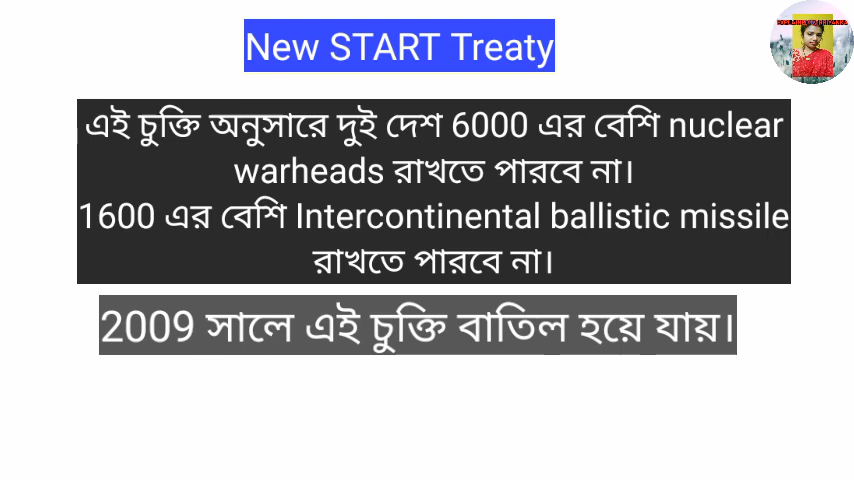 New START Treaty
এই চুক্তি অনুসারে দুই দেশ 6000 এর বেশি nuclear
warheads রাখতে পারবে না।
1600 এর বেশি Intercontinental ballistic missile
রাখতে পারবে না।
2009 সালে এই চুক্তি বাতিল হয়ে যায়।